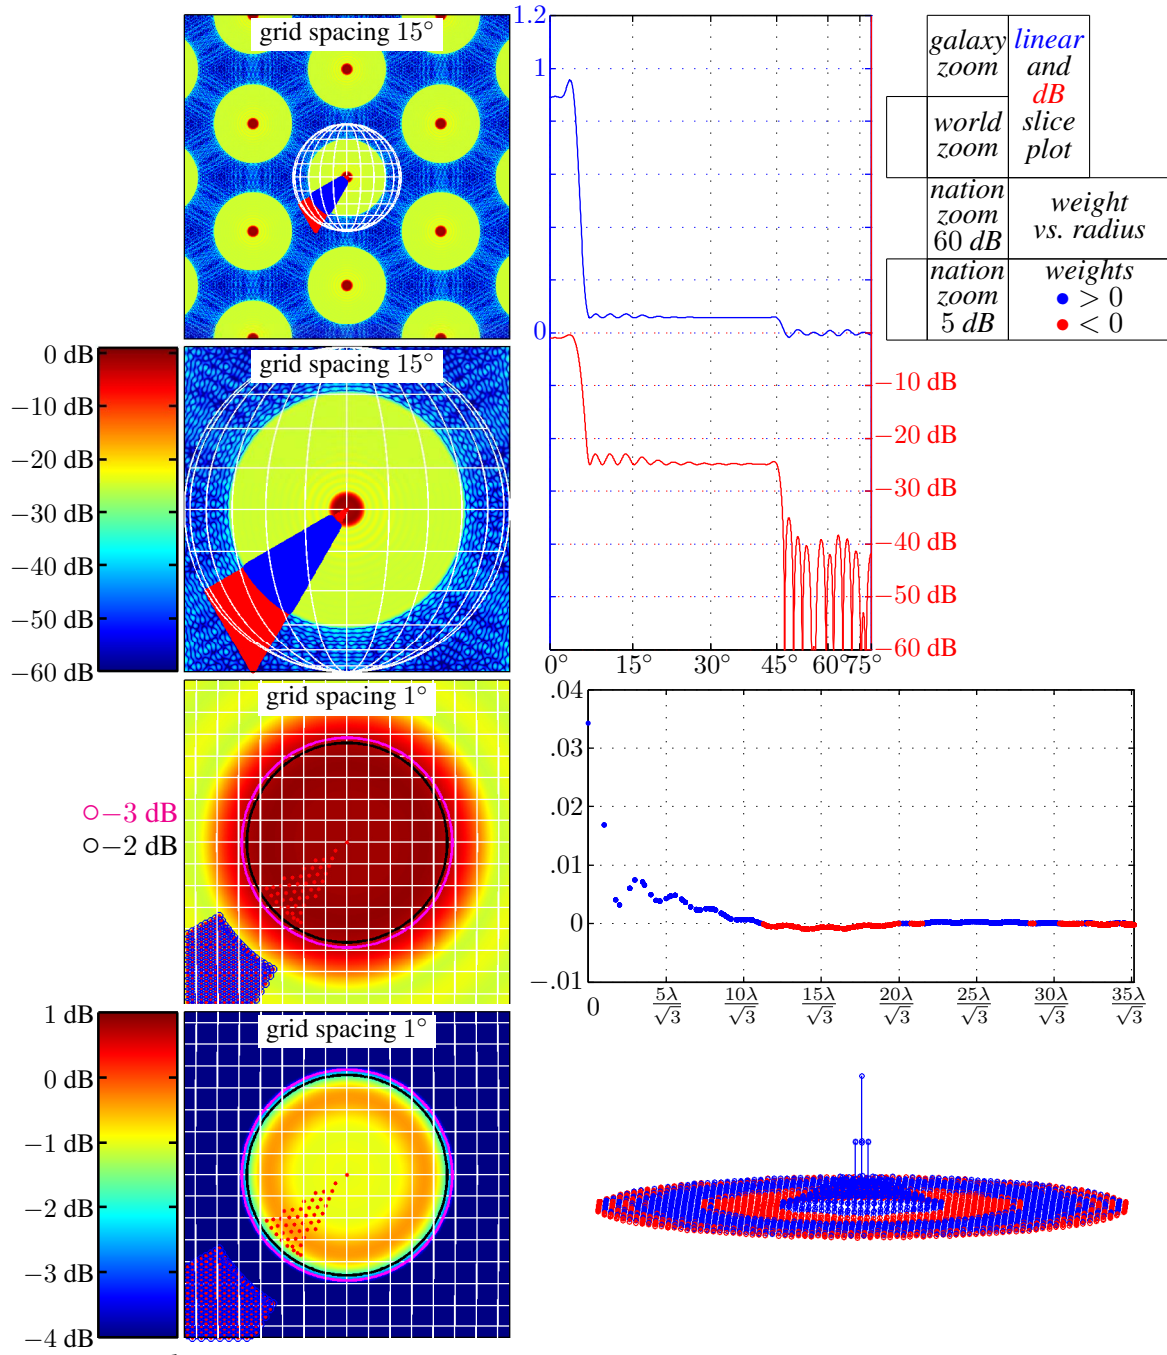 grid spacing 15°
grid spacing 15°
0 dB
−10 dB
−20 dB
−30 dB
−40 dB
−50 dB
−60 dB
grid spacing 1°
−3 dB
−2 dB
grid spacing 1°
1 dB
0 dB
−1 dB
−2 dB
−3 dB
−4 dB
1.2
1
0
−10 dB
−20 dB
−30 dB
−40 dB
−50 dB
−60 dB
0° 15° 30° 45° 60° 75°
galaxy
zoom
linear
and
dB
slice
plot
world
zoom
nation
zoom
60 dB
weight
vs. radius
nation
zoom
5 dB
weights
> 0
< 0
.04
.03
.02
.01
0
−.01
0 5λ/√3 10λ/√3 15λ/√3 20λ/√3 25λ/√3 30λ/√3 35λ/√3